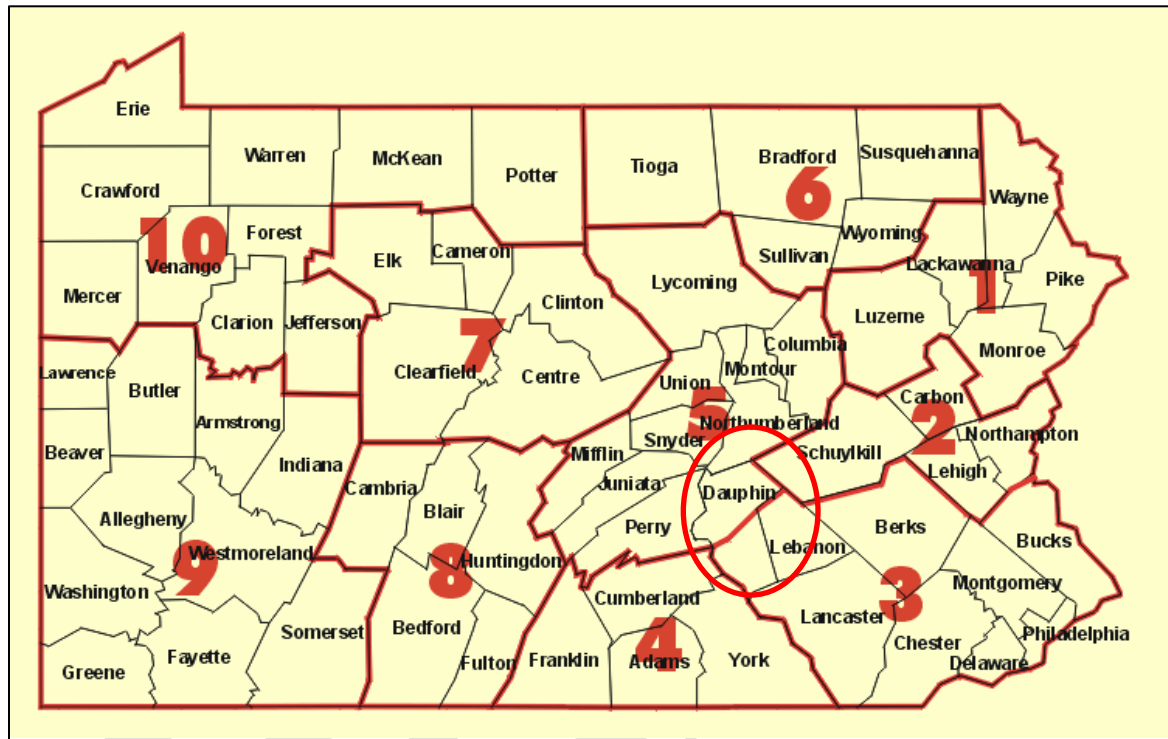 Erie
Warren
McKean
Potter
Tioga
Bradford
Susquehanna
Crawford
6
Wayne
10
Forest
Cameron
Sullivan
Wyoming
Elk
Lackawanna
Venango
Mercer
Lycoming
1
Pike
Clinton
Clarion
Jefferson
Luzerne
7
Columbia
Monroe
Lawrence
Clearfield
Centre
Montour
Butler
Union
Carbon
5
2
Armstrong
Northumberland
Northampton
Snyder
Beaver
Mifflin
Schuylkill
Indiana
Lehigh
Cambria
Juniata
Dauphin
Allegheny
Blair
Perry
Berks
Westmoreland
Lebanon
Bucks
9
8
Huntingdon
3
Washington
Montgomery
Cumberland
Lancaster
Somerset
Bedford
4
Philadelphia
Greene
Fayette
Fulton
Franklin
Adams
York
Chester
Delaware